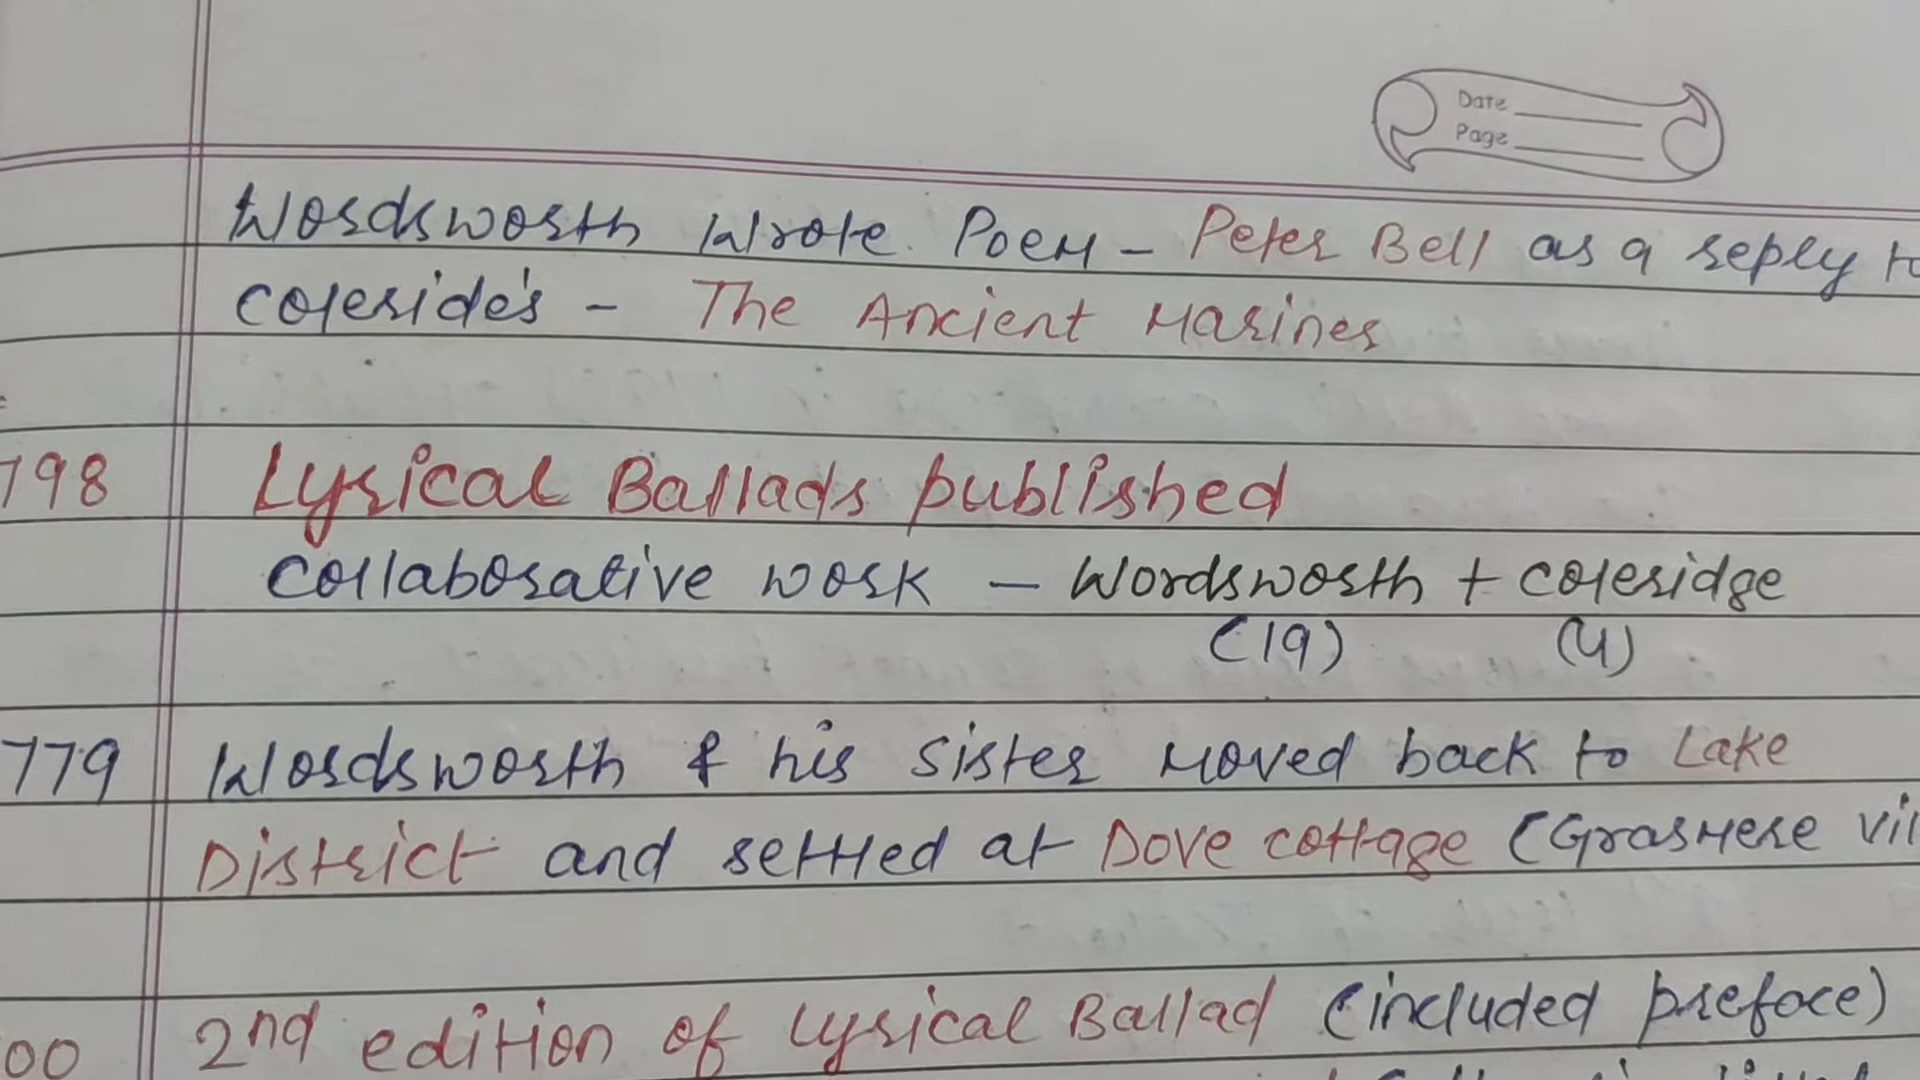 Date
Page
Wordsworth wrote Poem - Peter Bell as a reply to
Coleride's - The Ancient Mariner
798
Lyrical Ballads published
Collaborative work - Wordsworth + Coleridge
(19) (4)
779 Wordsworth & his sister moved back to Lake
District and settled at Dove cottage (Grasmere vil
00 2nd edition of Lyrical Ballad (included preface)